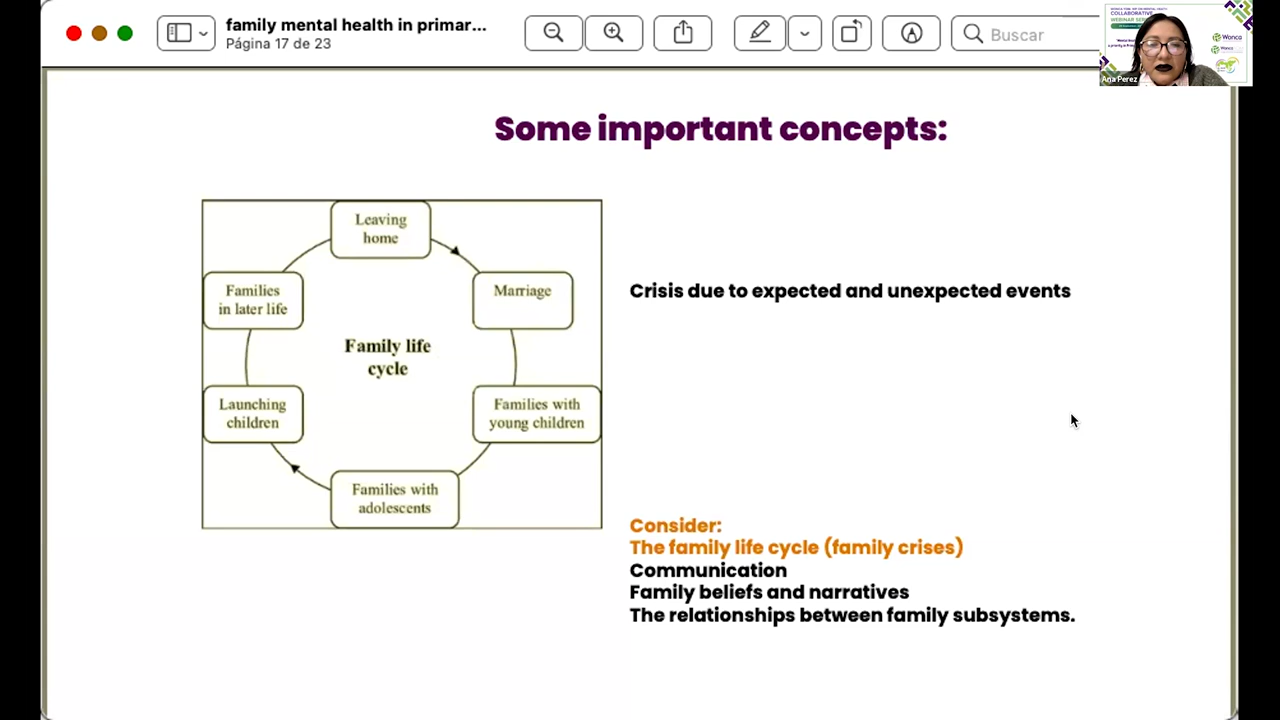 family mental health in primar...
Página 17 de 23
Buscar
COLLABORATIVE
Wonca
Ana Perez
Some important concepts:
Leaving
home
Marriage
Families with
young children
Families with
adolescents
Launching
children
Families
in later life
Family life
cycle
Crisis due to expected and unexpected events
Consider:
The family life cycle (family crises)
Communication
Family beliefs and narratives
The relationships between family subsystems.